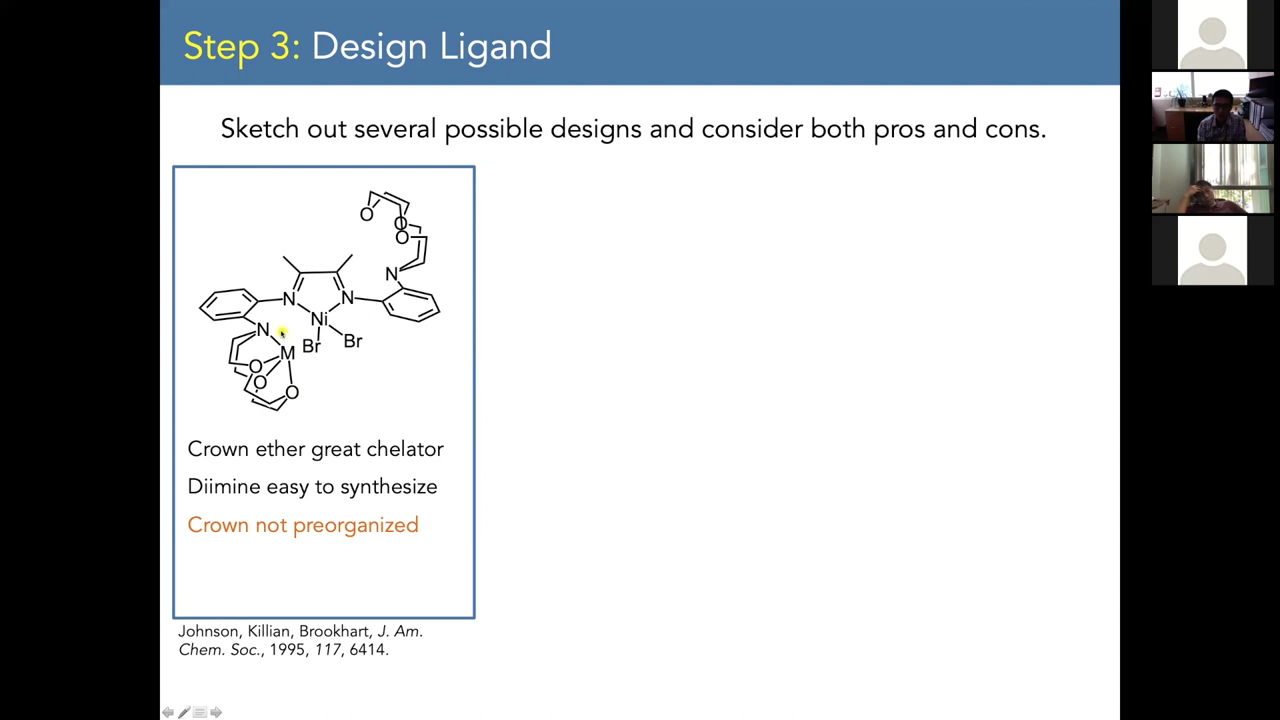 Step 3: Design Ligand
Sketch out several possible designs and consider both pros and cons.
O
O
O
N
N
N
Ni
N
Br
Br
M
O
O
O
Crown ether great chelator
Diimine easy to synthesize
Crown not preorganized
Johnson, Killian, Brookhart, J. Am.
Chem. Soc., 1995, 117, 6414.